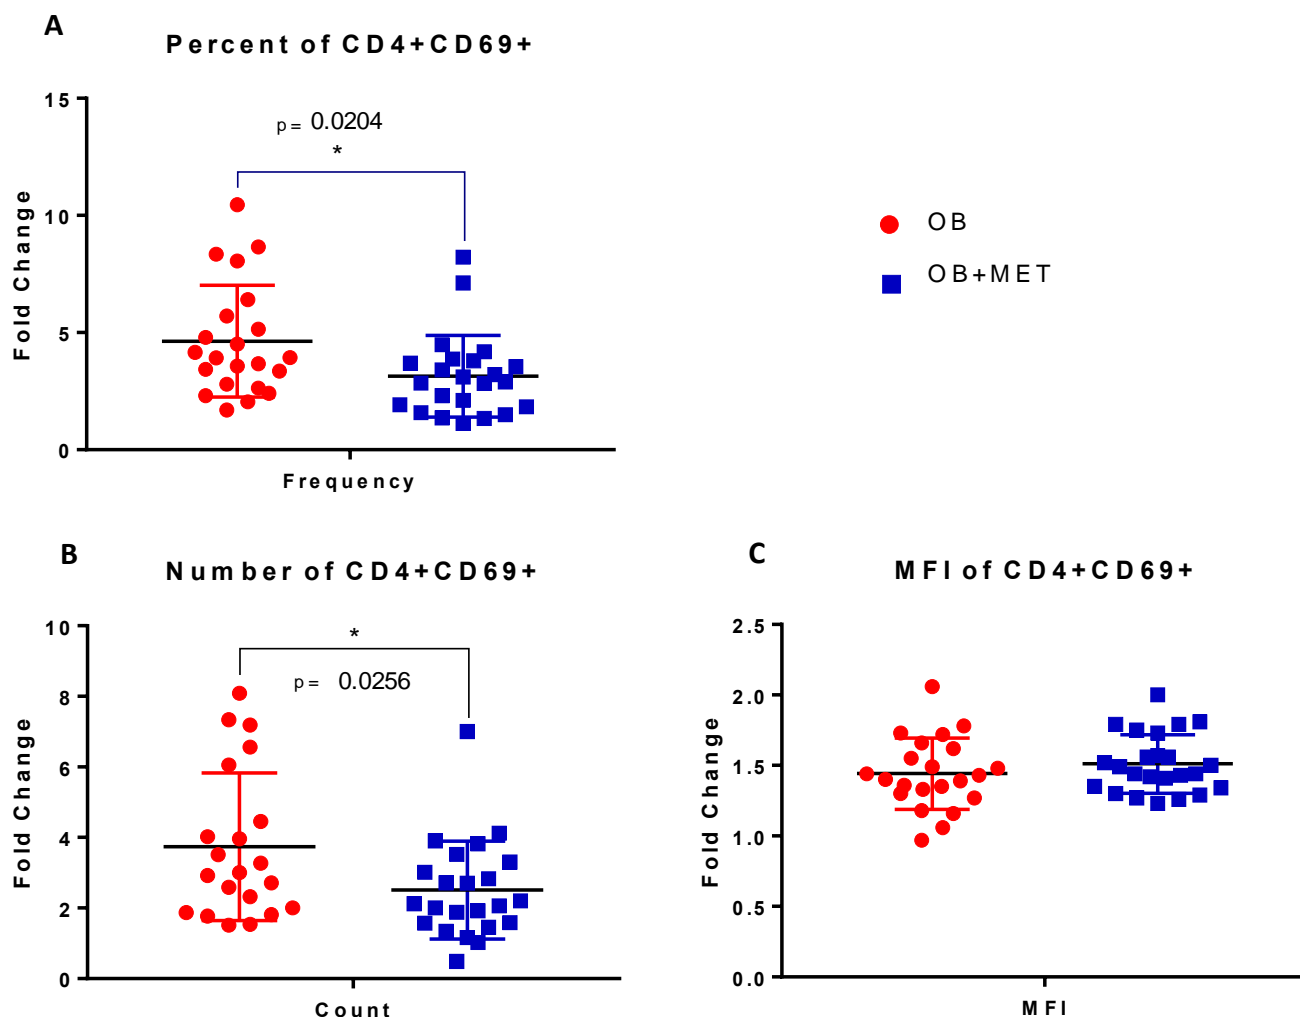 A
Percent of CD4+CD69+
15
10
5
0
Fold Change
p = 0.0204
*
Frequency
OB
OB+MET
B
Number of CD4+CD69+
10
8
6
4
2
0
Fold Change
*
p = 0.0256
Count
C
MFI of CD4+CD69+
2.5
2.0
1.5
1.0
0.5
0.0
Fold Change
MFI